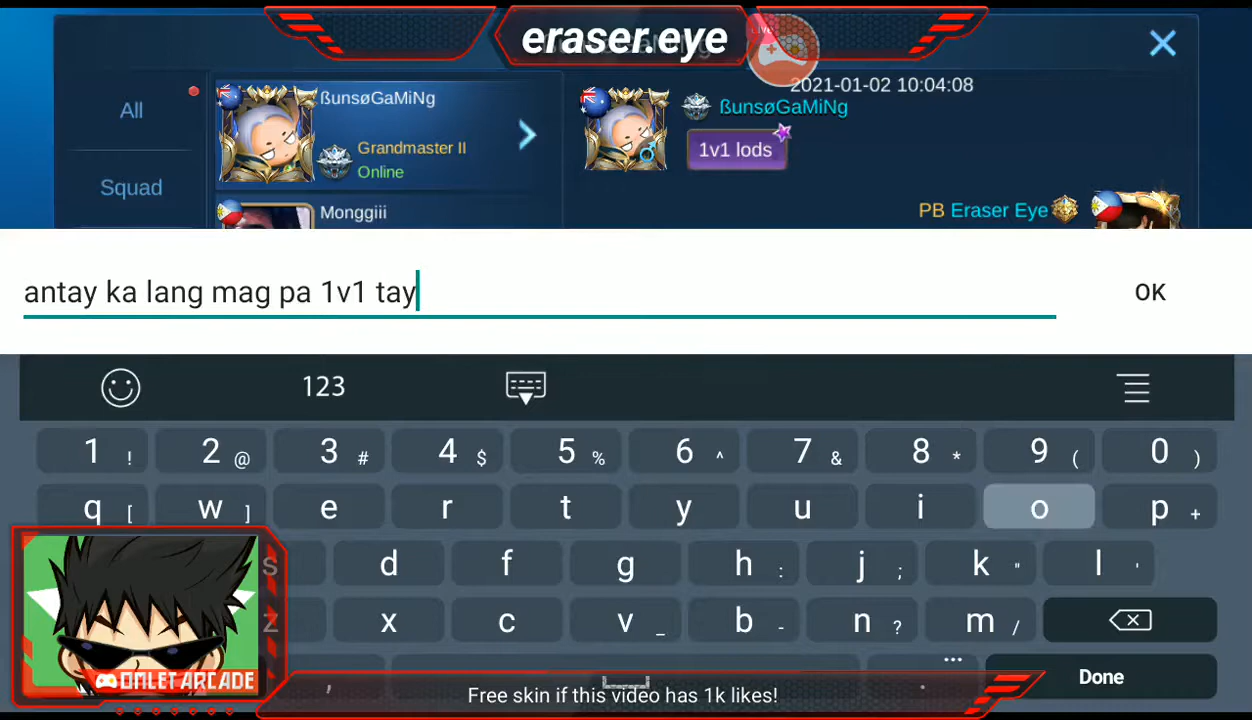 eraser.eye
2021-01-02 10:04:08
All
Squad
ßunsøGaMiNg
Grandmaster II
Online
Monggiii
ßunsøGaMiNg
1v1 lods
PB Eraser Eye
antay ka lang mag pa 1v1 tay
OK
123
1 ! 2 @ 3 # 4 $ 5 % 6 ^ 7 & 8 * 9 ( 0 )
q [ w ] e r t y u i o p +
s d f g h : j ; k " l '
z x c v _ b - n ? m /
, . ... Done
OMLET ARCADE
Free skin if this video has 1k likes!